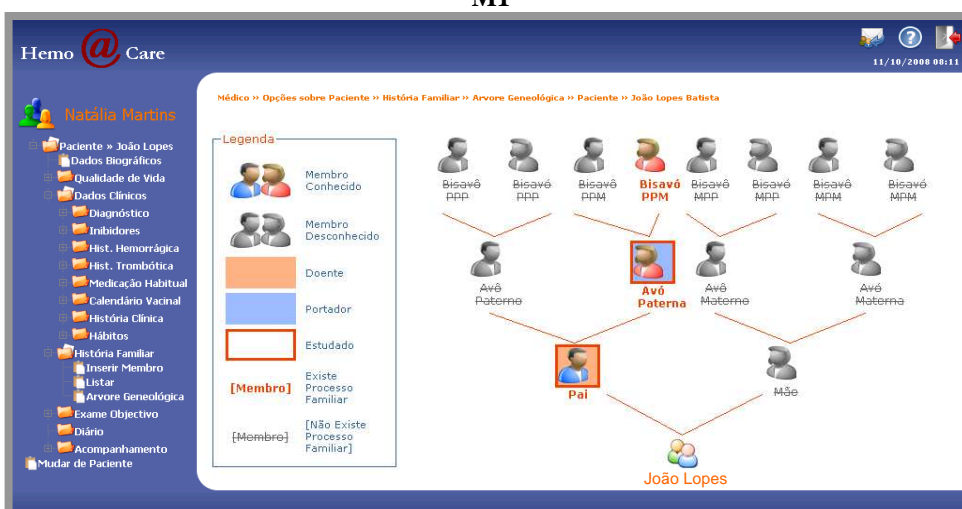 Hemo @ Care
11/10/2008 08:11
Natália Martins
Paciente » João Lopes
Dados Biográficos
Qualidade de Vida
Dados Clínicos
Diagnóstico
Inibidores
Hist. Hemorrágica
Hist. Trombótica
Medicação Habitual
Calendário Vacinal
História Clínica
Hábitos
História Familiar
Inserir Membro
Listar
Arvore Geneológica
Exame Objectivo
Diário
Acompanhamento
Mudar de Paciente
Médico » Opções sobre Paciente » História Familiar » Arvore Geneológica » Paciente » João Lopes Batista
Legenda
Membro
Conhecido
Membro
Desconhecido
Doente
Portador
Estudado
[Membro]
Existe
Processo
Familiar
[Membro]
[Não Existe
Processo
Familiar]
Bisavô
PPP
Bisavó
PPP
Bisavô
PPM
Bisavó
PPM
Bisavô
MPP
Bisavó
MPP
Bisavô
MPM
Bisavó
MPM
Avô
Paterno
Avó
Paterna
Avô
Materno
Avó
Materna
Pai
Mãe
João Lopes